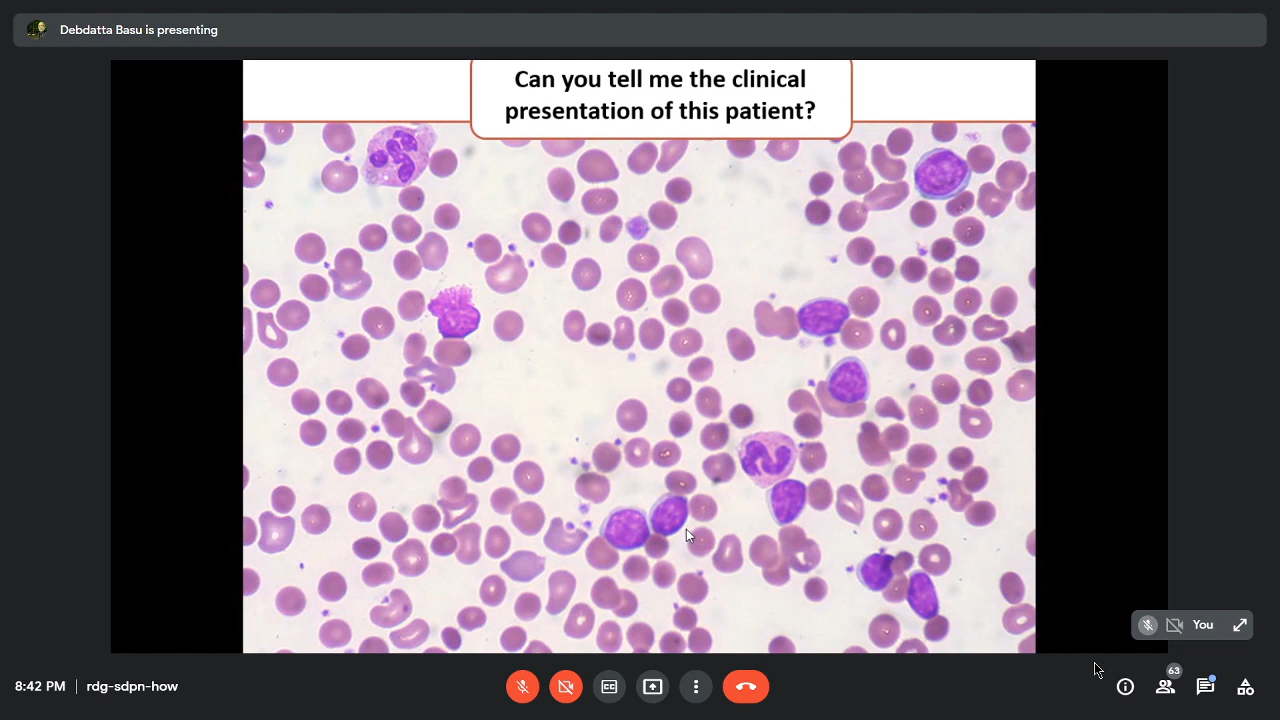 Debdatta Basu is presenting
Can you tell me the clinical
presentation of this patient?
You
8:42 PM | rdg-sdpn-how
CC
63